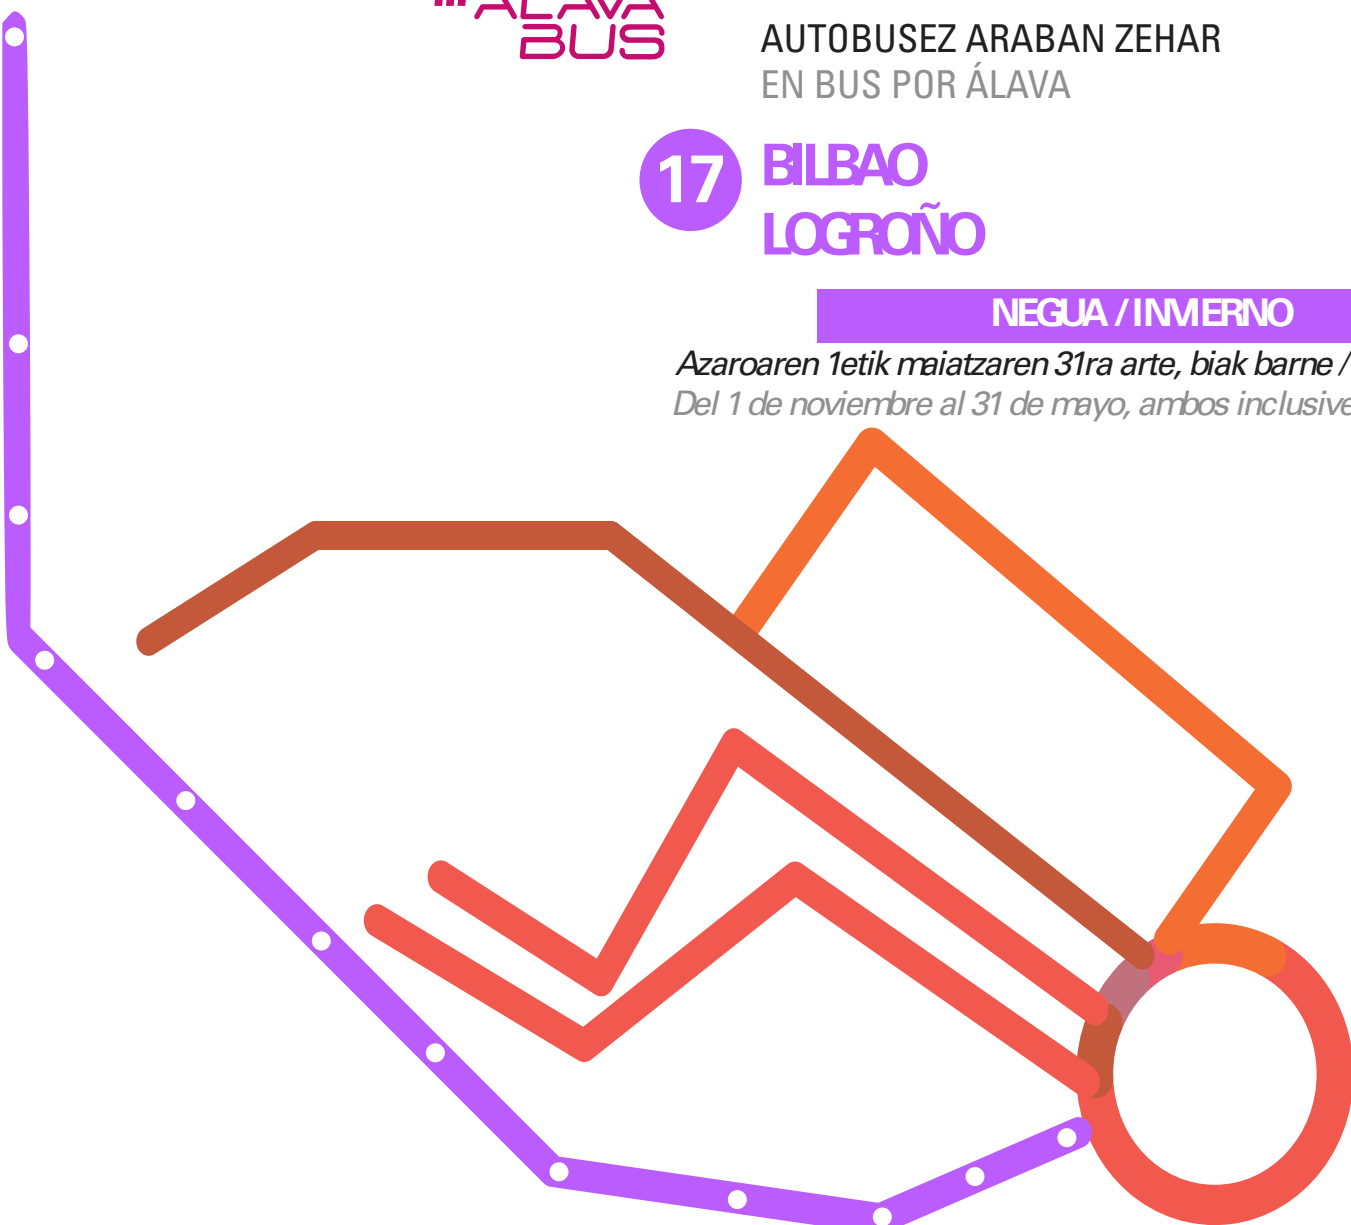 ÁLAVA
BUS
AUTOBUSEZ ARABAN ZEHAR
EN BUS POR ÁLAVA
17
BILBAO
LOGROÑO
NEGUA / INVIERNO
Azaroaren 1etik maiatzaren 31ra arte, biak barne /
Del 1 de noviembre al 31 de mayo, ambos inclusive